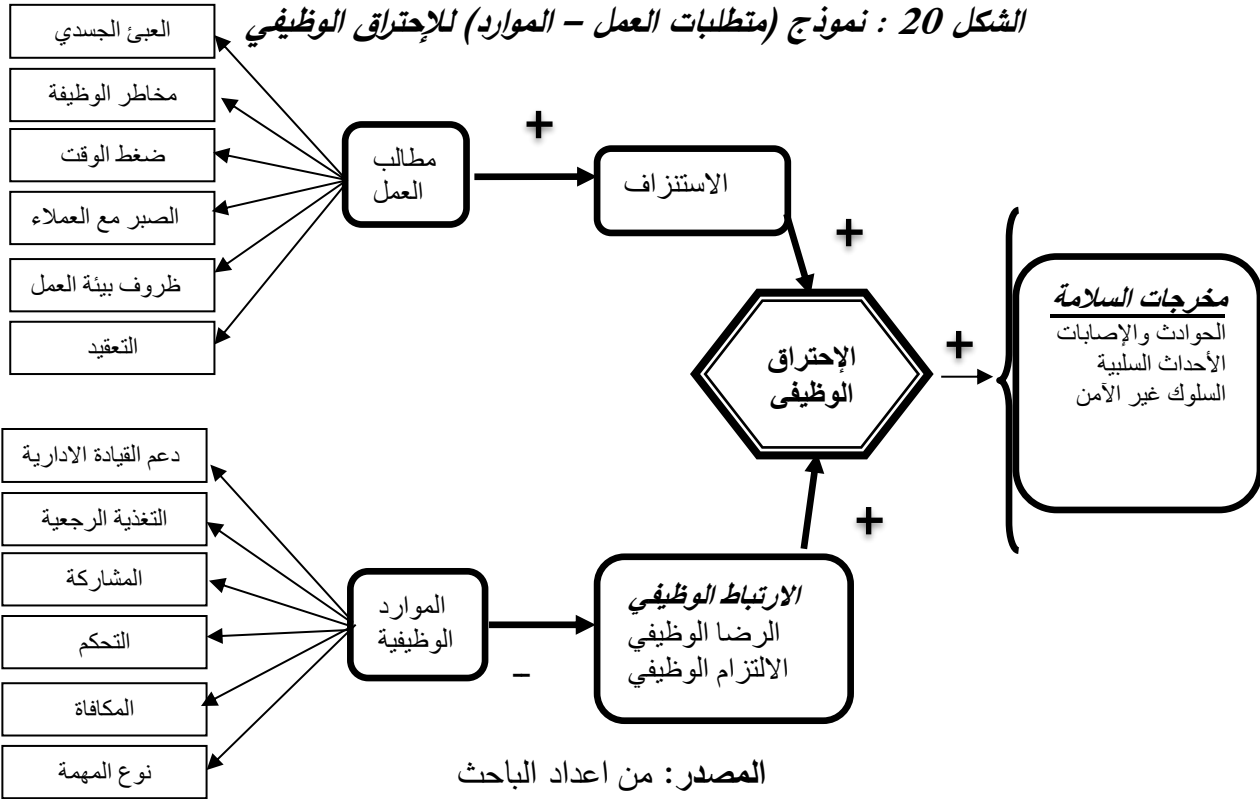 الشكل 20 : نموذج (متطلبات العمل – الموارد) للإحتراق الوظيفي
العبئ الجسدي
مخاطر الوظيفة
ضغط الوقت
الصبر مع العملاء
ظروف بيئة العمل
التعقيد
مطالب
العمل
+
الاستنزاف
+
الإحتراق
الوظيفى
+
مخرجات السلامة
الحوادث والإصابات
الأحداث السلبية
السلوك غير الآمن
دعم القيادة الادارية
التغذية الرجعية
المشاركة
التحكم
المكافاة
نوع المهمة
الموارد
الوظيفية
–
الارتباط الوظيفي
الرضا الوظيفي
الالتزام الوظيفي
+
المصدر: من اعداد الباحث